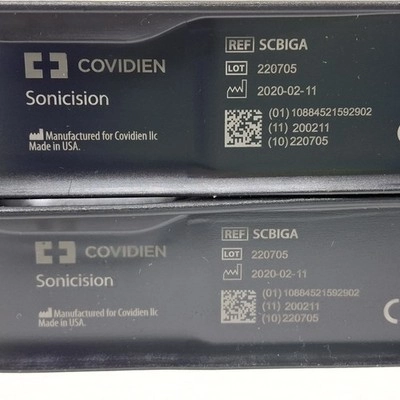 COVIDIEN
Sonicision
Manufactured for Covidien llc
Made in USA.
REF SCBIGA
LOT 220705
2020-02-11
(01)10884521592902
(11) 200211
(10) 220705
COVIDIEN
Sonicision
Manufactured for Covidien llc
Made in USA.
REF SCBIGA
LOT 220705
2020-02-11
(01)10884521592902
(11) 200211
(10) 220705